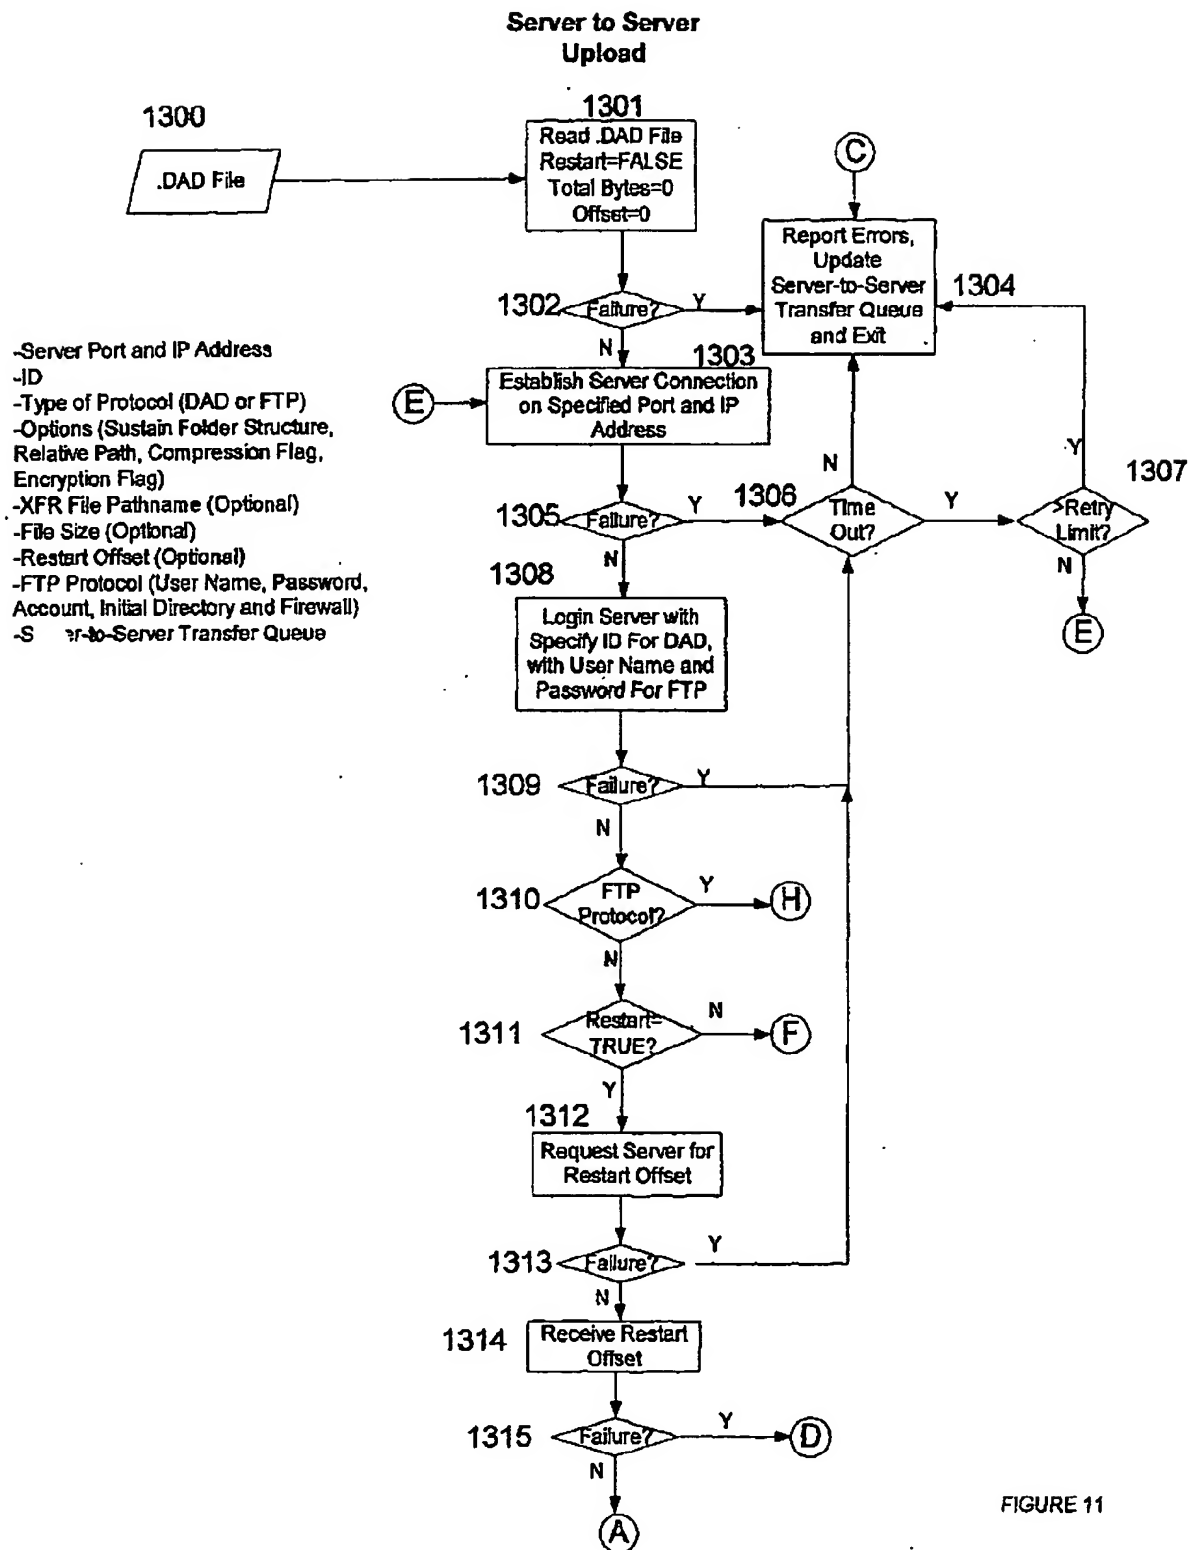 Server to Server
Upload
1300
.DAD File
1301
Read .DAD File
Restart=FALSE
Total Bytes=0
Offset=0
C
Report Errors,
Update
Server-to-Server
Transfer Queue
and Exit
1304
1302
Failure?
Y
N
1303
Establish Server Connection
on Specified Port and IP
Address
E
-Server Port and IP Address
-ID
-Type of Protocol (DAD or FTP)
-Options (Sustain Folder Structure,
Relative Path, Compression Flag,
Encryption Flag)
-XFR File Pathname (Optional)
-File Size (Optional)
-Restart Offset (Optional)
-FTP Protocol (User Name, Password,
Account, Initial Directory and Firewall)
Transfer Queue
1305
Failure?
Y
N
1306
Time
Out?
N
Y
1307
>Retry
Limit?
Y
N
E
1308
Login Server with
Specify ID For DAD,
with User Name and
Password For FTP
1309
Failure?
Y
N
1310
FTP
Protocol?
Y
H
N
1311
Restart=
TRUE?
N
F
Y
1312
Request Server for
Restart Offset
1313
Failure?
Y
N
1314
Receive Restart
Offset
1315
Failure?
Y
D
N
A
FIGURE 11